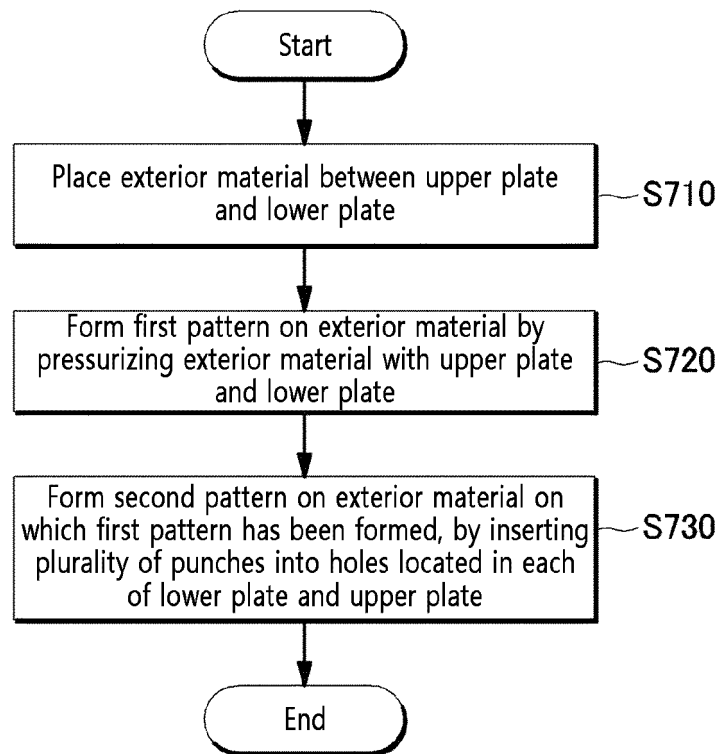 Start
Place exterior material between upper plate
and lower plate
S710
Form first pattern on exterior material by
pressurizing exterior material with upper plate
and lower plate
S720
Form second pattern on exterior material on
which first pattern has been formed, by inserting
plurality of punches into holes located in each
of lower plate and upper plate
S730
End